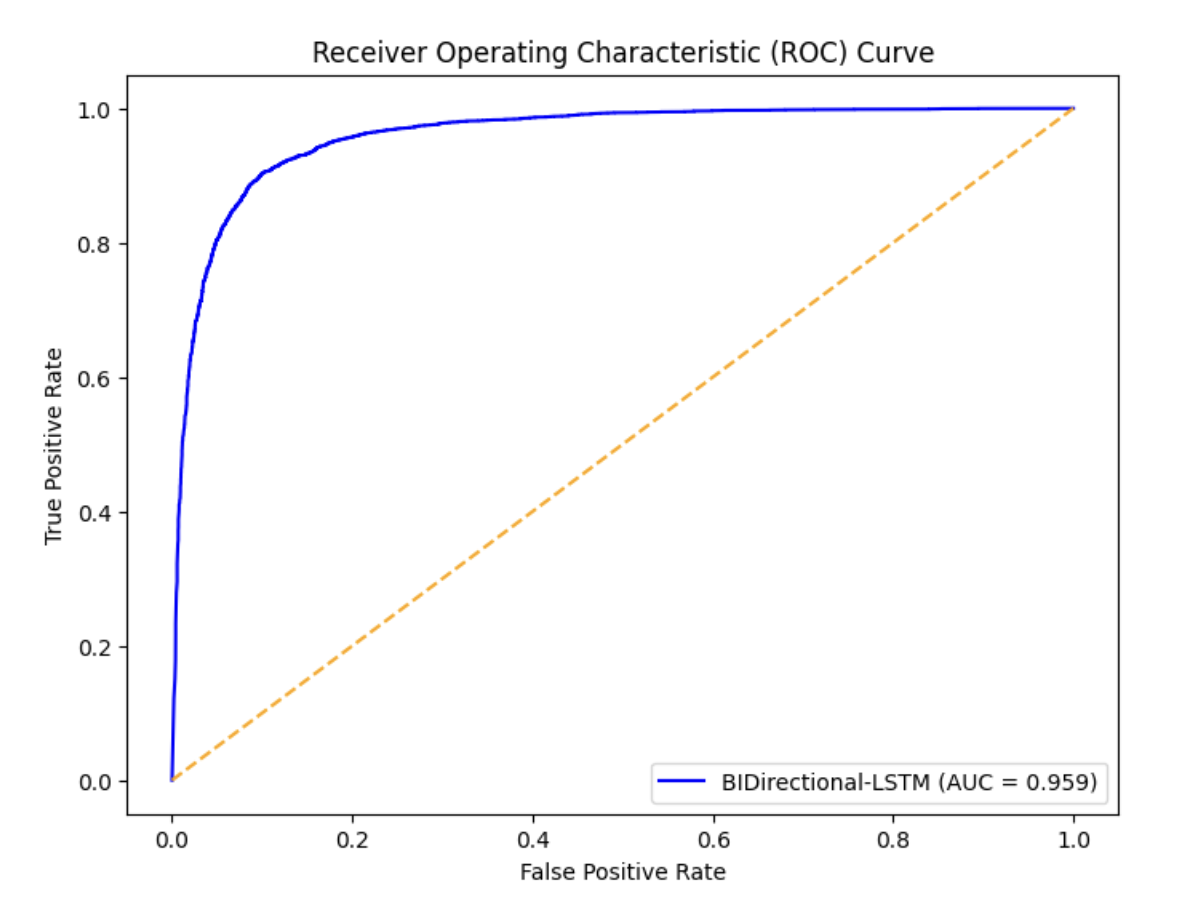 Receiver Operating Characteristic (ROC) Curve
1.0
0.8
0.6
0.4
0.2
0.0
True Positive Rate
BIDirectional-LSTM (AUC = 0.959)
0.0 0.2 0.4 0.6 0.8 1.0
False Positive Rate